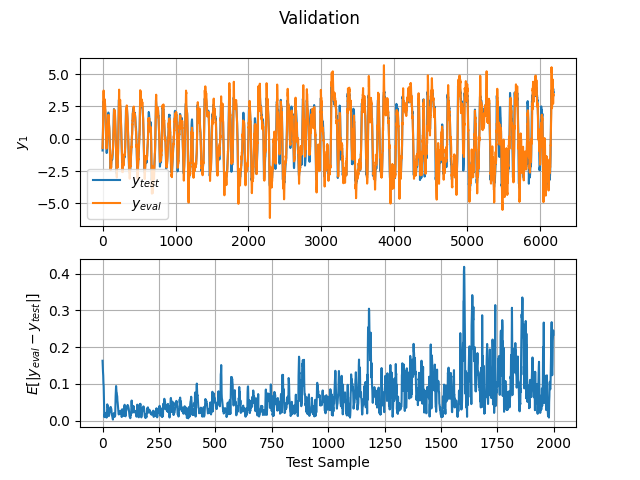 Validation
5.0
2.5
0.0
−2.5
−5.0
y₁
y_test
y_eval
0 1000 2000 3000 4000 5000 6000
0.4
0.3
0.2
0.1
0.0
E[|y_eval − y_test|]
0 250 500 750 1000 1250 1500 1750 2000
Test Sample